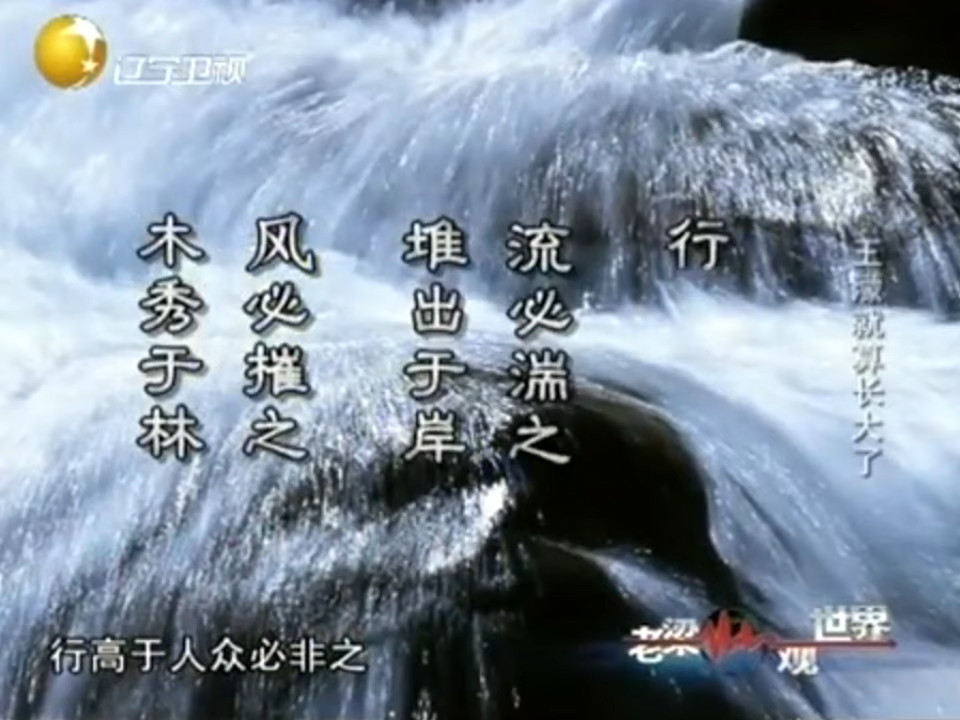 辽宁卫视
木秀于林
风必摧之
堆出于岸
流必湍之
行
王濛就算长大了
行高于人众必非之
老梁
观
世界